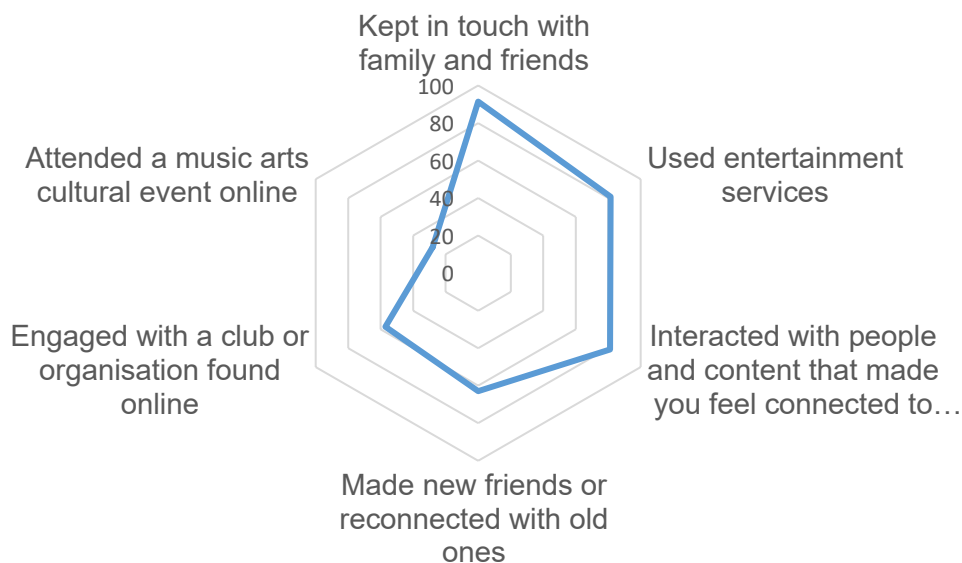 Kept in touch with
family and friends
100
80
60
40
20
0
Used entertainment
services
Interacted with people
and content that made
you feel connected to…
Made new friends or
reconnected with old
ones
Engaged with a club or
organisation found
online
Attended a music arts
cultural event online